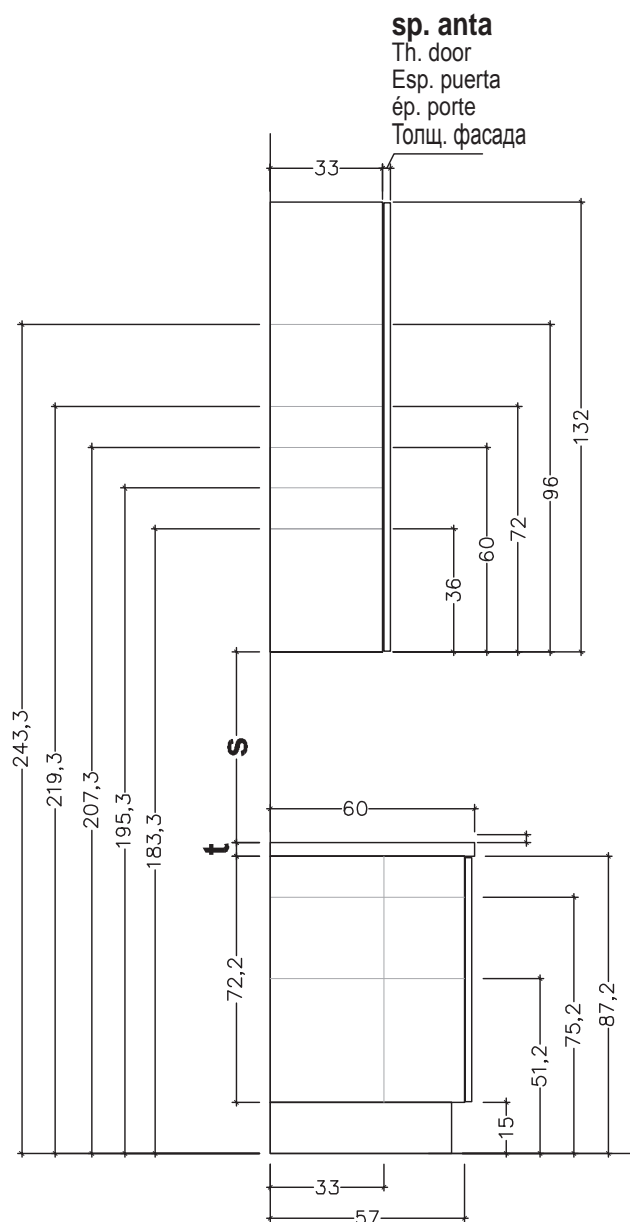 sp. anta
Th. door
Esp. puerta
ép. porte
Толщ. фасада
33
132
96
72
60
36
243,3
219,3
207,3
195,3
183,3
s
60
t
72,2
87,2
75,2
51,2
15
33
57